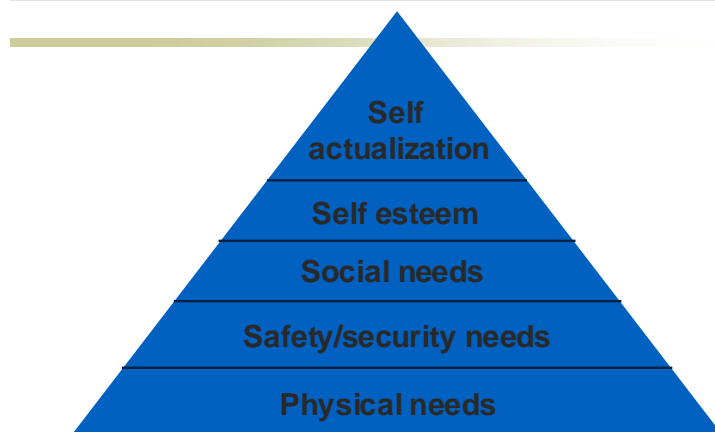 Self
actualization
Self esteem
Social needs
Safety/security needs
Physical needs